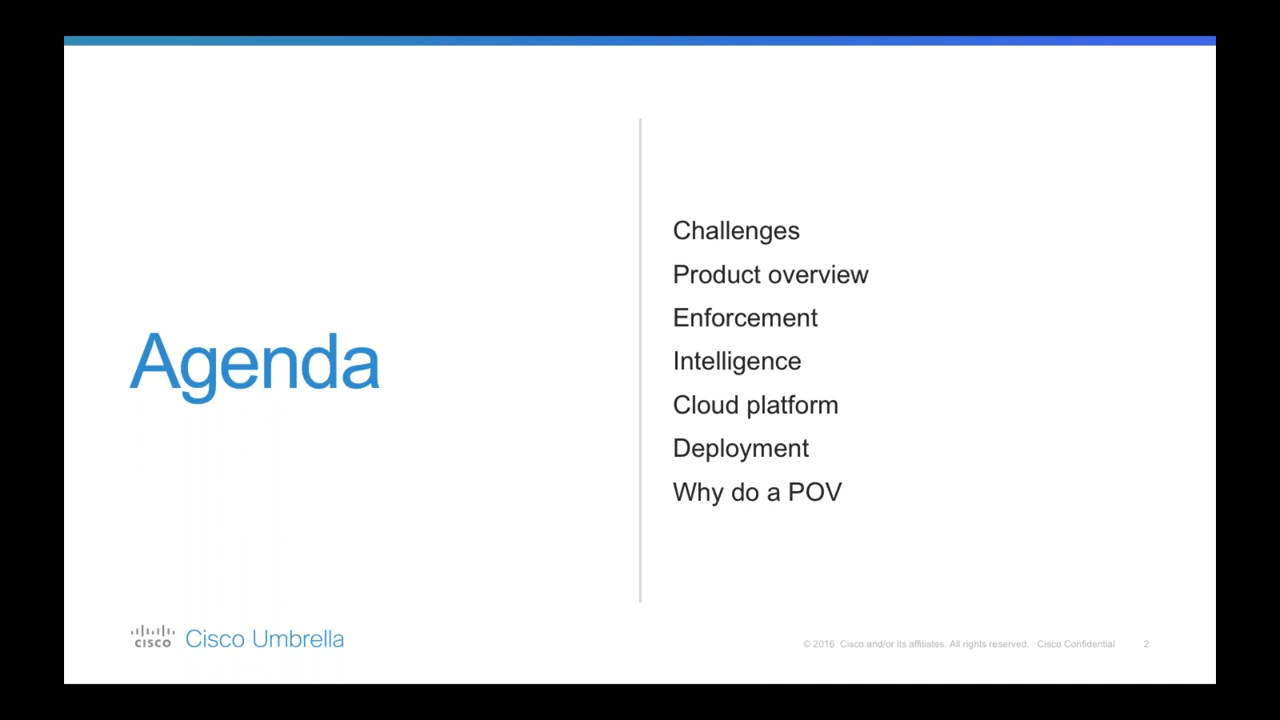 Agenda
Challenges
Product overview
Enforcement
Intelligence
Cloud platform
Deployment
Why do a POV
cisco Cisco Umbrella
© 2016 Cisco and/or its affiliates. All rights reserved. Cisco Confidential 2